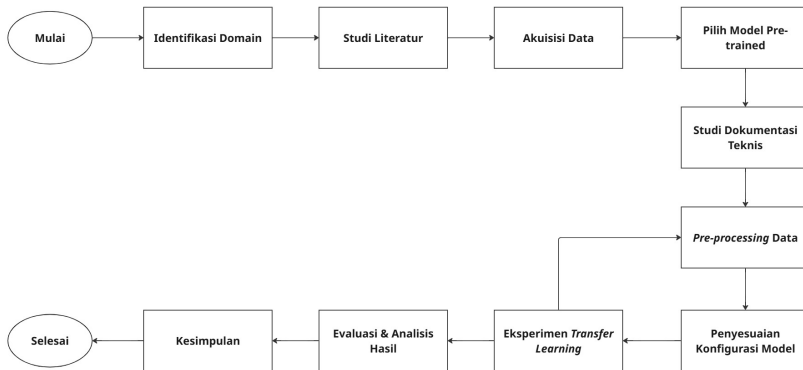 Mulai
Identifikasi Domain
Studi Literatur
Akuisisi Data
Pilih Model Pre-
trained
Studi Dokumentasi
Teknis
Pre-processing Data
Penyesuaian
Konfigurasi Model
Eksperimen Transfer
Learning
Evaluasi & Analisis
Hasil
Kesimpulan
Selesai